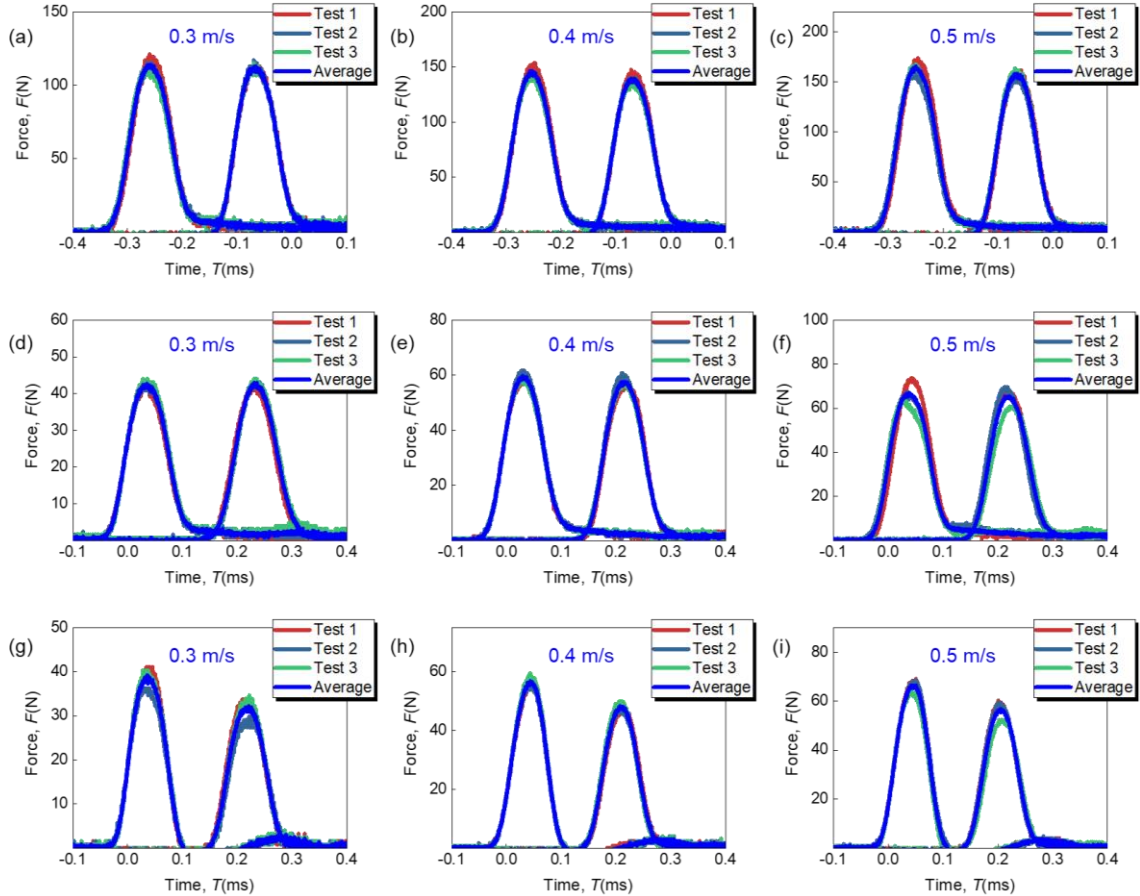 (a)
0.3 m/s
Test 1
Test 2
Test 3
Average
150
100
50
Force, F(N)
-0.4 -0.3 -0.2 -0.1 0.0 0.1
Time, T(ms)
(b)
0.4 m/s
Test 1
Test 2
Test 3
Average
200
150
100
50
Force, F(N)
-0.4 -0.3 -0.2 -0.1 0.0 0.1
Time, T(ms)
(c)
0.5 m/s
Test 1
Test 2
Test 3
Average
200
150
100
50
Force, F(N)
-0.4 -0.3 -0.2 -0.1 0.0 0.1
Time, T(ms)
(d)
0.3 m/s
Test 1
Test 2
Test 3
Average
60
50
40
30
20
10
Force, F(N)
-0.1 0.0 0.1 0.2 0.3 0.4
Time, T(ms)
(e)
0.4 m/s
Test 1
Test 2
Test 3
Average
80
60
40
20
Force, F(N)
-0.1 0.0 0.1 0.2 0.3 0.4
Time, T(ms)
(f)
0.5 m/s
Test 1
Test 2
Test 3
Average
100
80
60
40
20
Force, F(N)
-0.1 0.0 0.1 0.2 0.3 0.4
Time, T(ms)
(g)
0.3 m/s
Test 1
Test 2
Test 3
Average
50
40
30
20
10
Force, F(N)
-0.1 0.0 0.1 0.2 0.3 0.4
Time, T(ms)
(h)
0.4 m/s
Test 1
Test 2
Test 3
Average
60
40
20
Force, F(N)
-0.1 0.0 0.1 0.2 0.3 0.4
Time, T(ms)
(i)
0.5 m/s
Test 1
Test 2
Test 3
Average
80
60
40
20
Force, F(N)
-0.1 0.0 0.1 0.2 0.3 0.4
Time, T(ms)